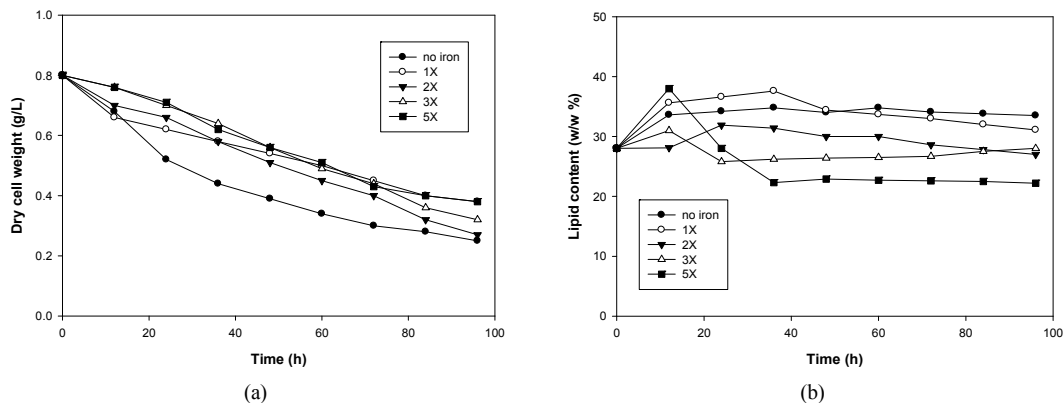 1.0
0.8
0.6
0.4
0.2
0.0
Dry cell weight (g/L)
no iron
1X
2X
3X
5X
0 20 40 60 80 100
Time (h)
(a)
50
40
30
20
10
0
Lipid content (w/w %)
no iron
1X
2X
3X
5X
0 20 40 60 80 100
Time (h)
(b)